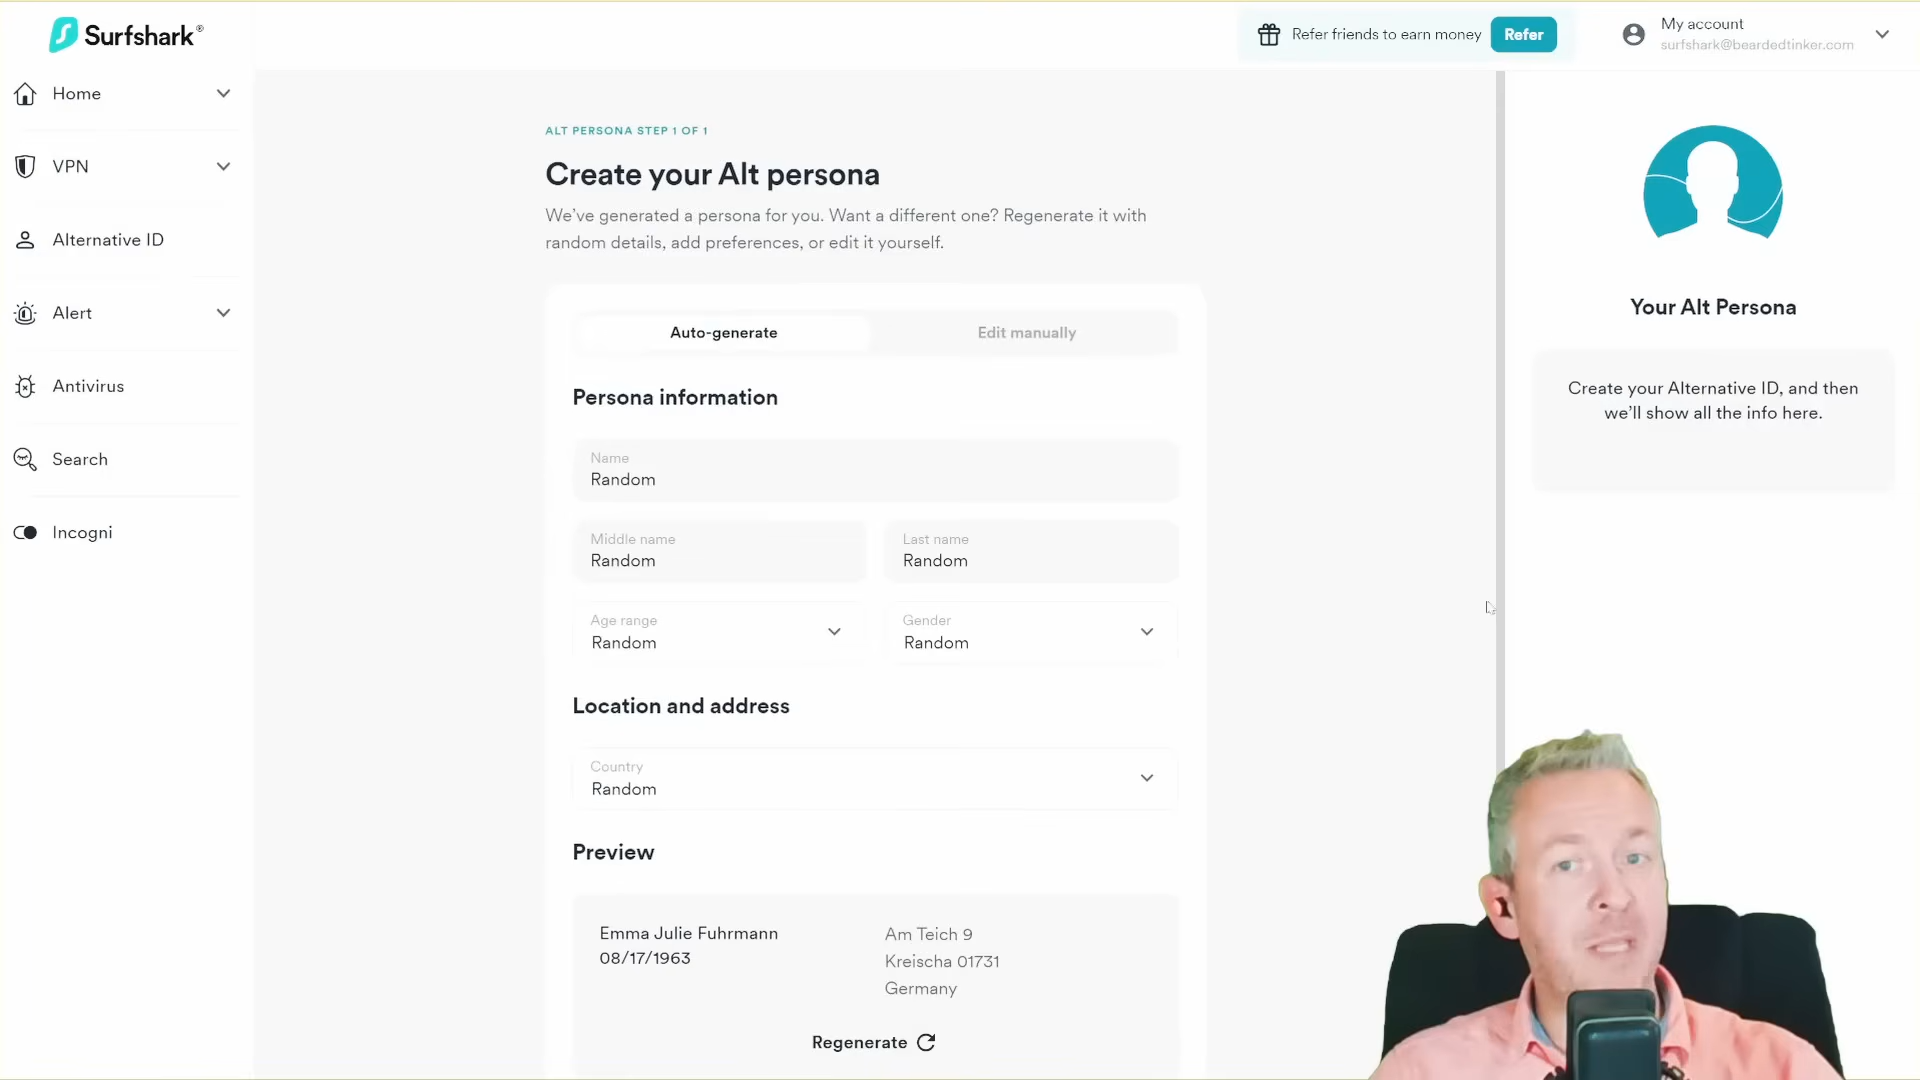 Surfshark®
Refer friends to earn money
Refer
My account
surfshark@beardedtinker.com
Home
VPN
Alternative ID
Alert
Antivirus
Search
Incogni
ALT PERSONA STEP 1 OF 1
Create your Alt persona
We've generated a persona for you. Want a different one? Regenerate it with
random details, add preferences, or edit it yourself.
Auto-generate
Edit manually
Persona information
Name
Random
Middle name
Random
Last name
Random
Age range
Random
Gender
Random
Location and address
Country
Random
Preview
Emma Julie Fuhrmann
08/17/1963
Am Teich 9
Kreischa 01731
Germany
Regenerate
Your Alt Persona
Create your Alternative ID, and then
we'll show all the info here.